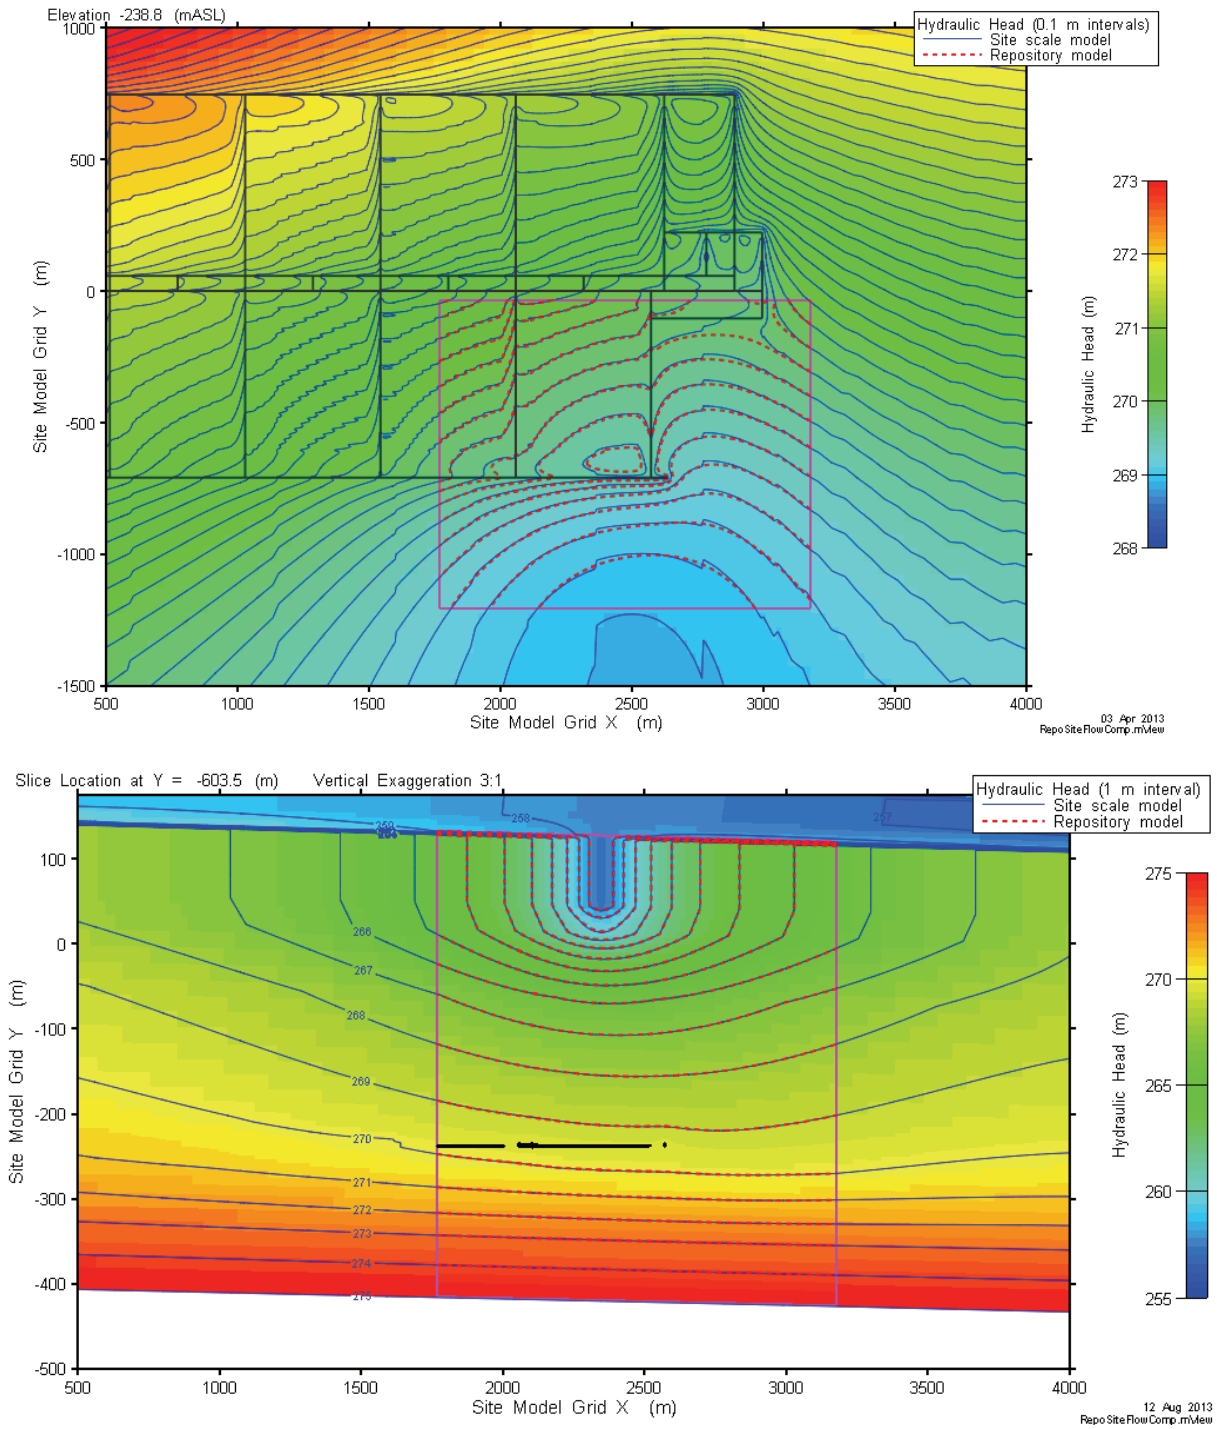 Elevation -238.8 (mASL)
Hydraulic Head (0.1 m intervals)
Site scale model
Repository model
1000
500
0
-500
-1000
-1500
Site Model Grid Y (m)
500
1000
1500
2000
2500
3000
3500
4000
Site Model Grid X (m)
273
272
271
270
269
268
Hydraulic Head (m)
03 Apr 2013
RepoSiteFlowComp.mView
Slice Location at Y = -603.5 (m) Vertical Exaggeration 3:1
Hydraulic Head (1 m interval)
Site scale model
Repository model
259
258
257
266
267
268
269
270
271
272
273
274
275
100
0
-100
-200
-300
-400
-500
Site Model Grid Y (m)
500
1000
1500
2000
2500
3000
3500
4000
Site Model Grid X (m)
275
270
265
260
255
Hydraulic Head (m)
12 Aug 2013
RepoSiteFlowComp.mView